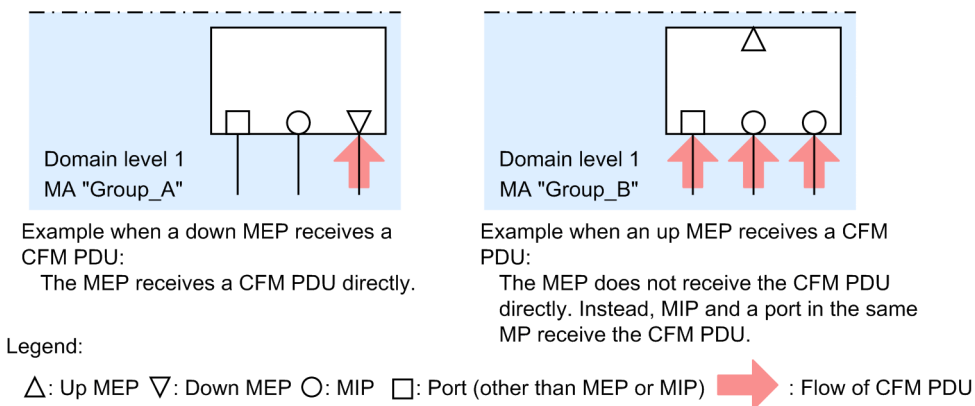 Domain level 1
MA "Group_A"
Example when a down MEP receives a
CFM PDU:
The MEP receives a CFM PDU directly.
Domain level 1
MA "Group_B"
Example when an up MEP receives a CFM
PDU:
The MEP does not receive the CFM PDU
directly. Instead, MIP and a port in the same
MP receive the CFM PDU.
Legend:
: Up MEP : Down MEP : MIP : Port (other than MEP or MIP) : Flow of CFM PDU